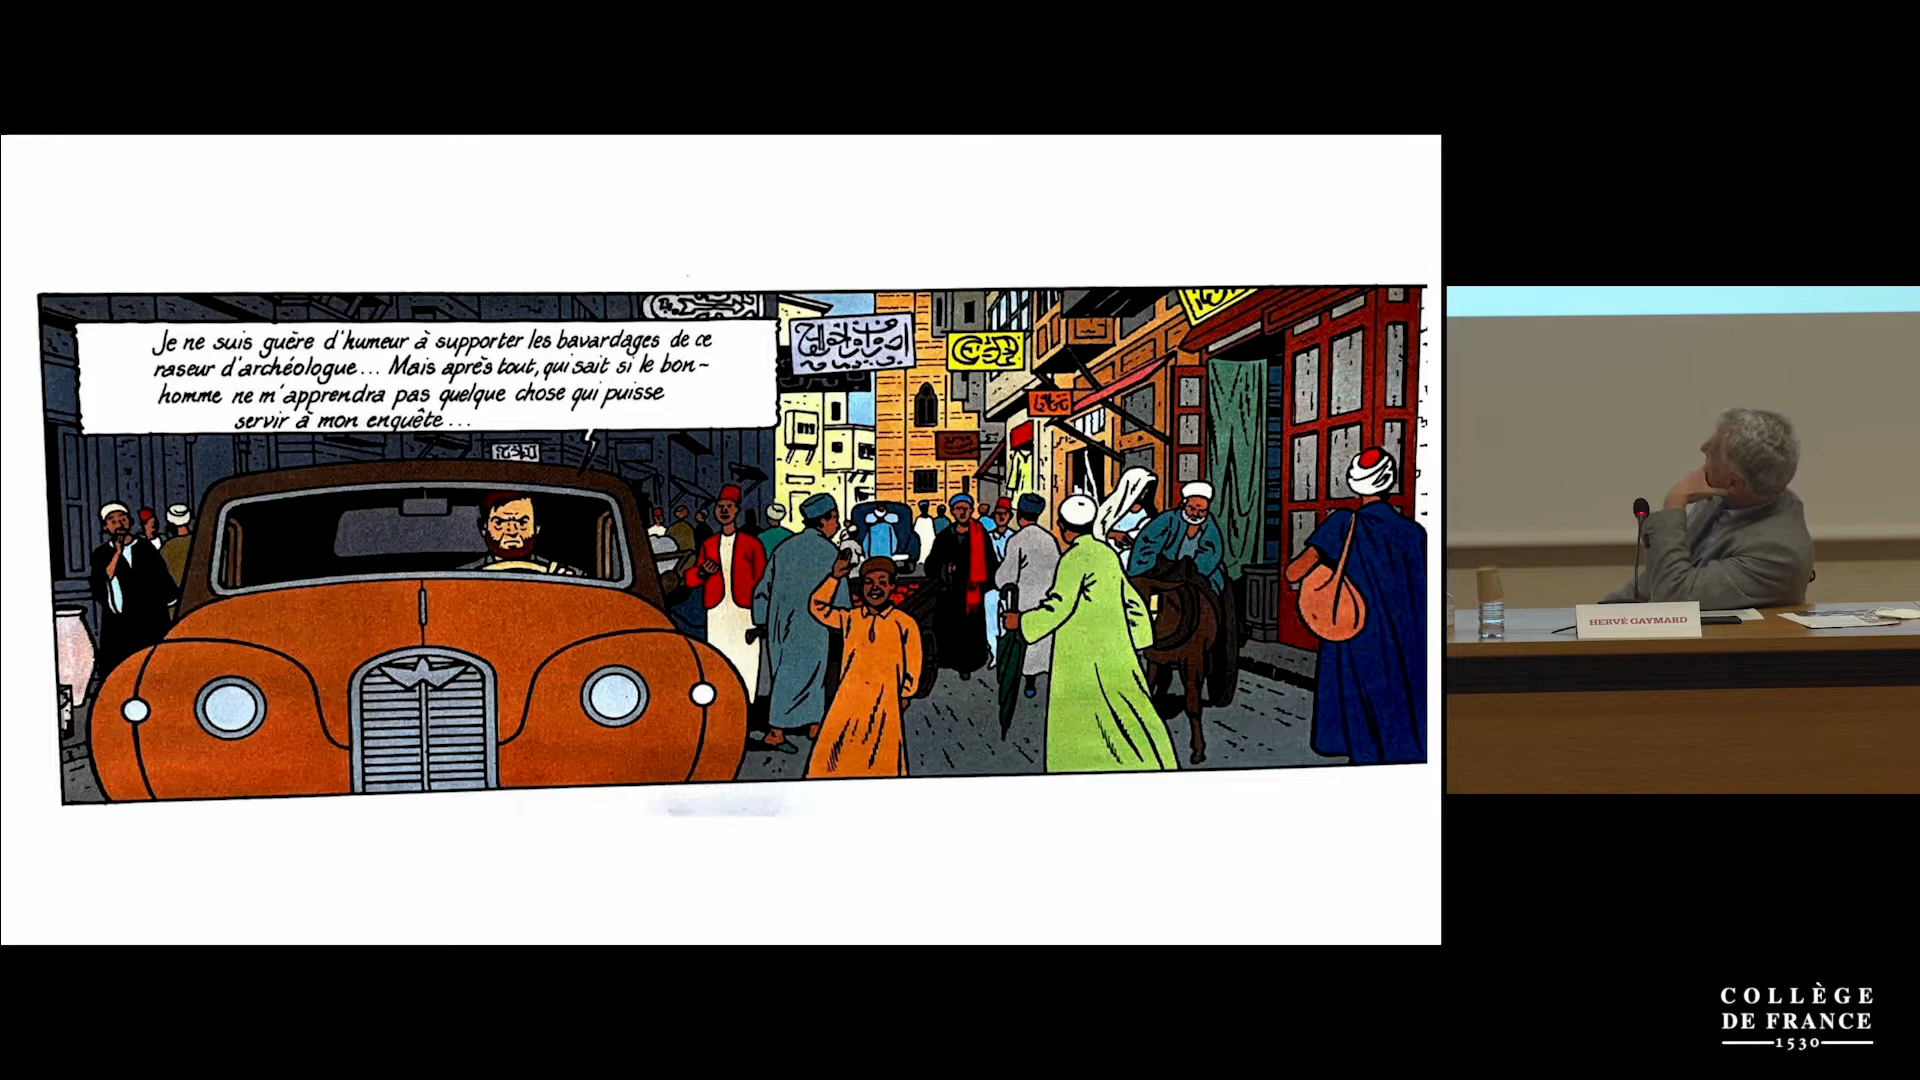 Je ne suis guère d'humeur à supporter les bavardages de ce
raseur d'archéologue... Mais après tout, qui sait si le bon-
homme ne m'apprendra pas quelque chose qui puisse
servir à mon enquête...
HERVÉ GAYMARD
COLLÈGE
DE FRANCE
1530